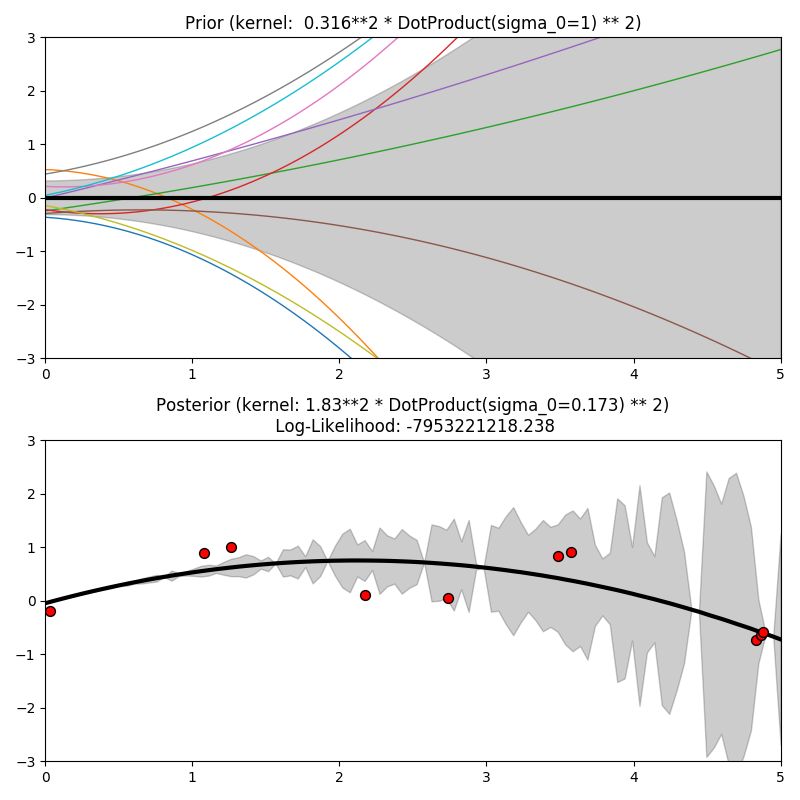 Prior (kernel:  0.316**2 * DotProduct(sigma_0=1) ** 2)
3
2
1
0
−1
−2
−3
0 1 2 3 4 5
Posterior (kernel: 1.83**2 * DotProduct(sigma_0=0.173) ** 2)
Log-Likelihood: -7953221218.238
3
2
1
0
−1
−2
−3
0 1 2 3 4 5